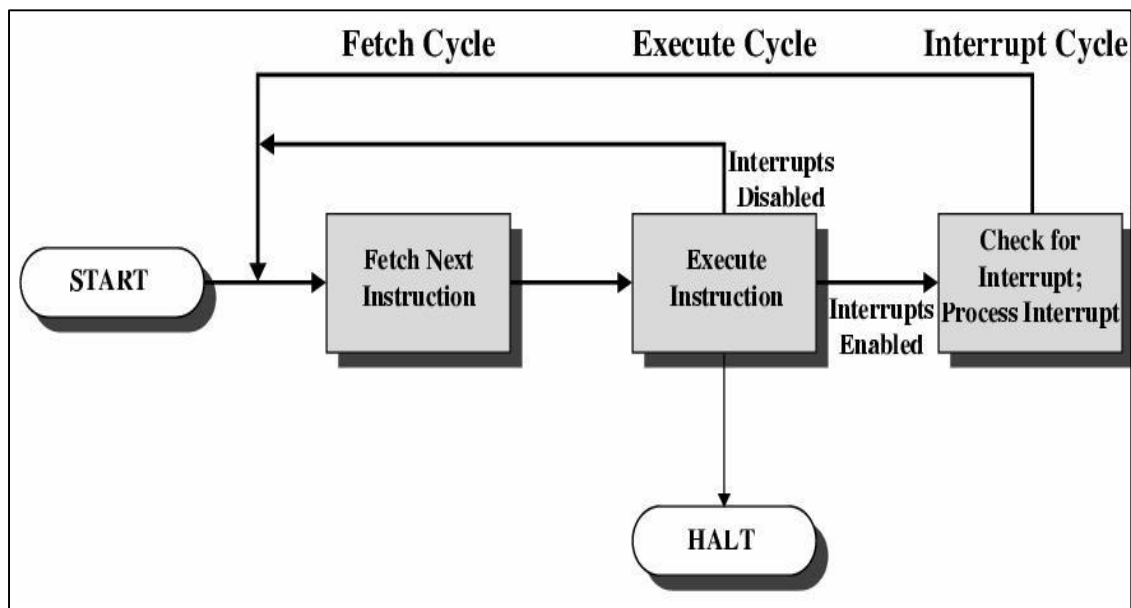 Fetch Cycle
Execute Cycle
Interrupt Cycle
Interrupts
Disabled
START
Fetch Next
Instruction
Execute
Instruction
Interrupts
Enabled
Check for
Interrupt;
Process Interrupt
HALT